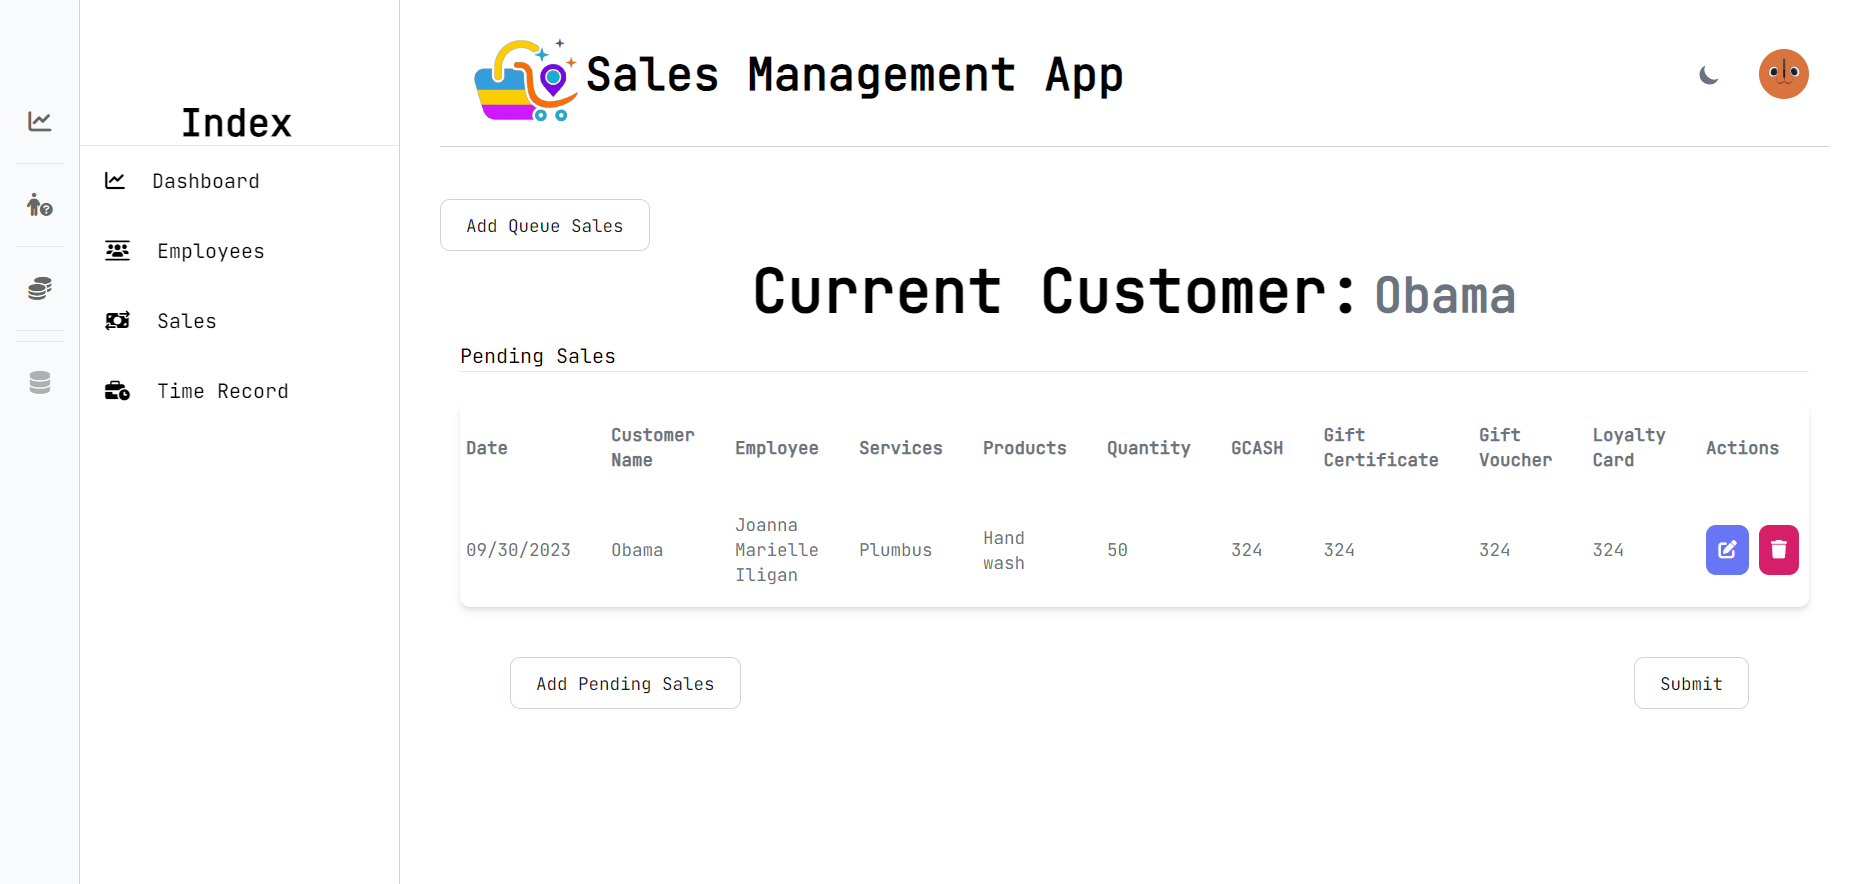 Sales Management App
Index
Dashboard
Employees
Sales
Time Record
Add Queue Sales
Current Customer: Obama
Pending Sales
Date Customer Name Employee Services Products Quantity GCASH Gift Certificate Gift Voucher Loyalty Card Actions
09/30/2023 Obama Joanna Marielle Iligan Plumbus Hand wash 50 324 324 324 324
Add Pending Sales Submit